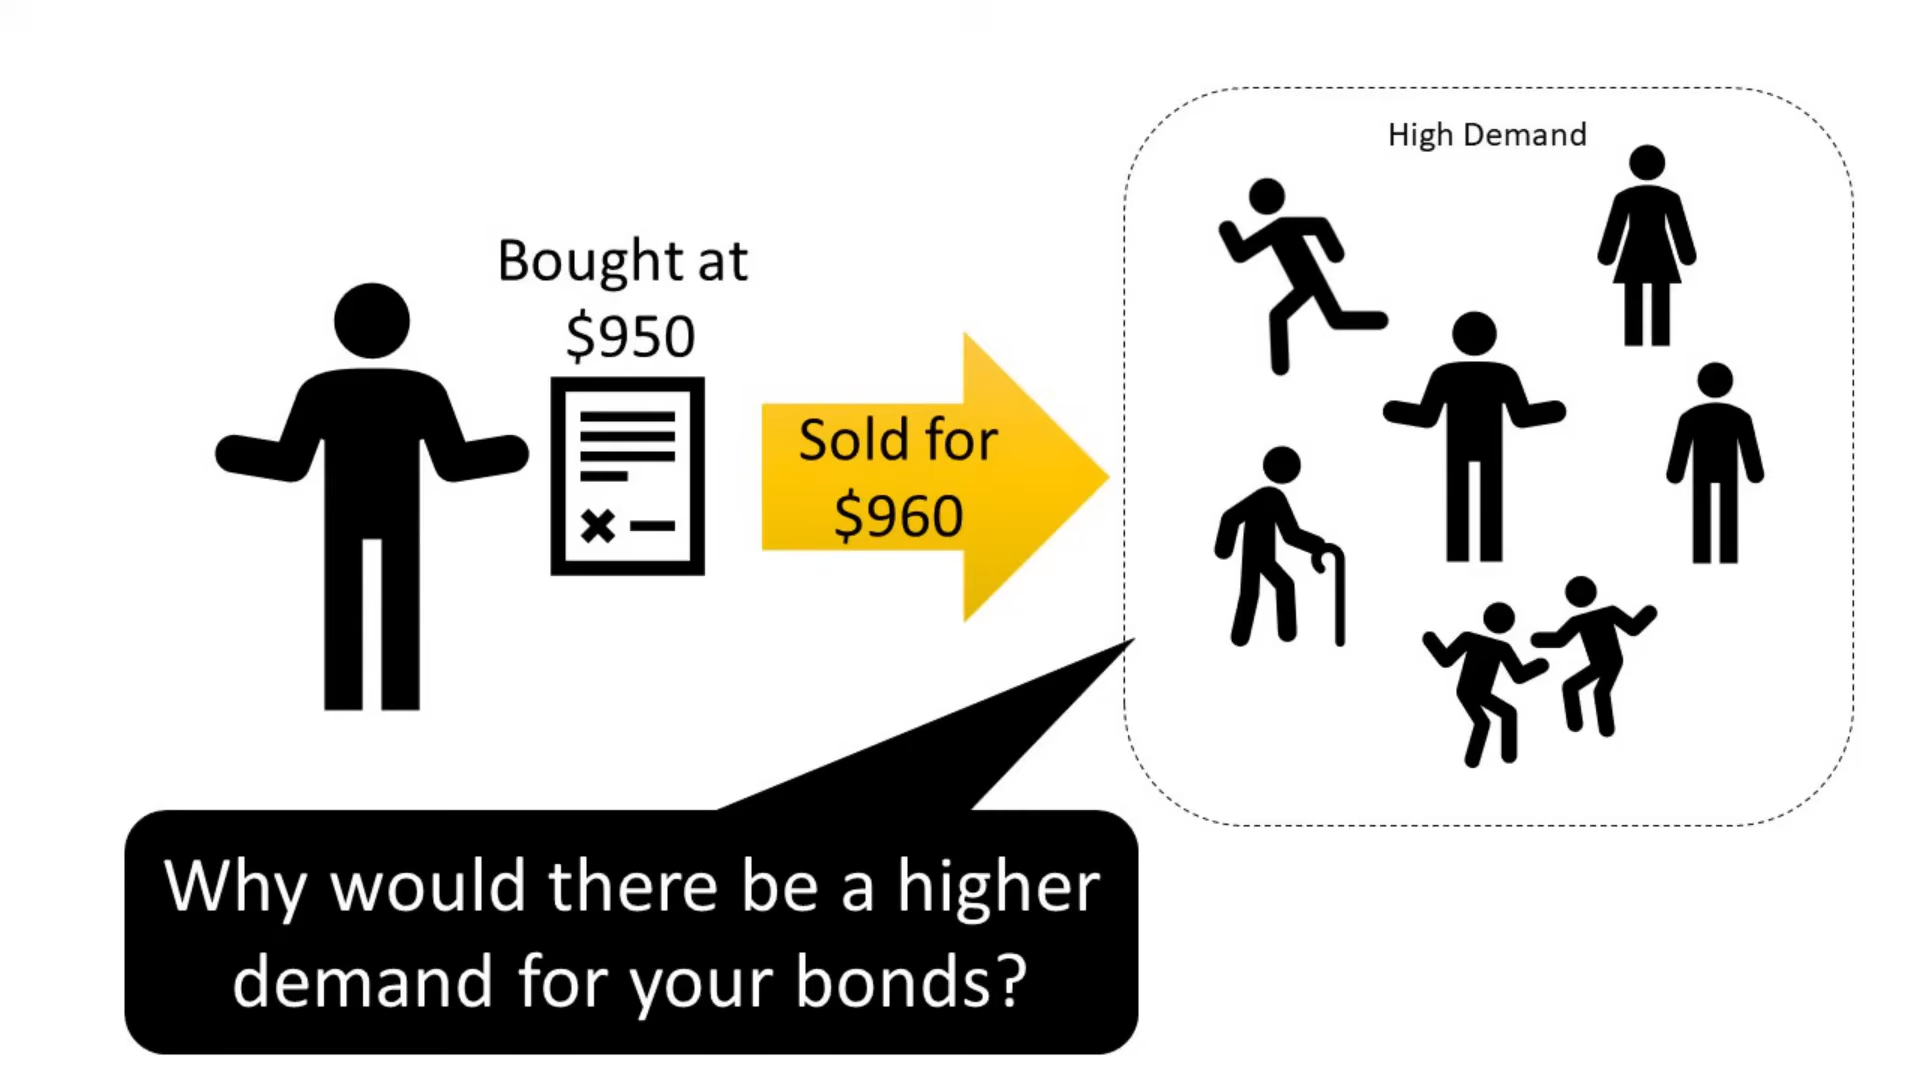 High Demand
Bought at
$950
Sold for
$960
Why would there be a higher
demand for your bonds?